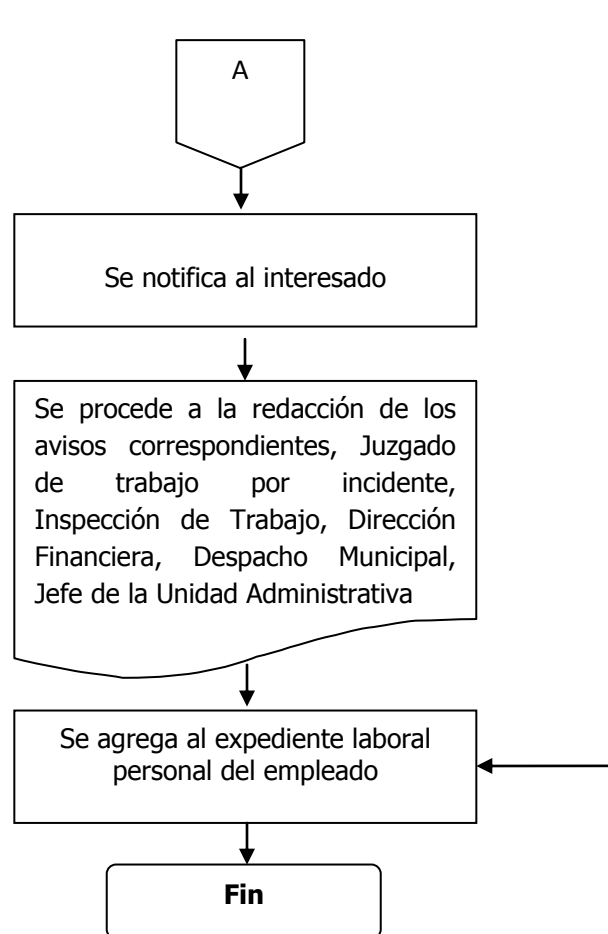 A
Se notifica al interesado
Se procede a la redacción de los
avisos correspondientes, Juzgado
de trabajo por incidente,
Inspección de Trabajo, Dirección
Financiera, Despacho Municipal,
Jefe de la Unidad Administrativa
Se agrega al expediente laboral
personal del empleado
Fin